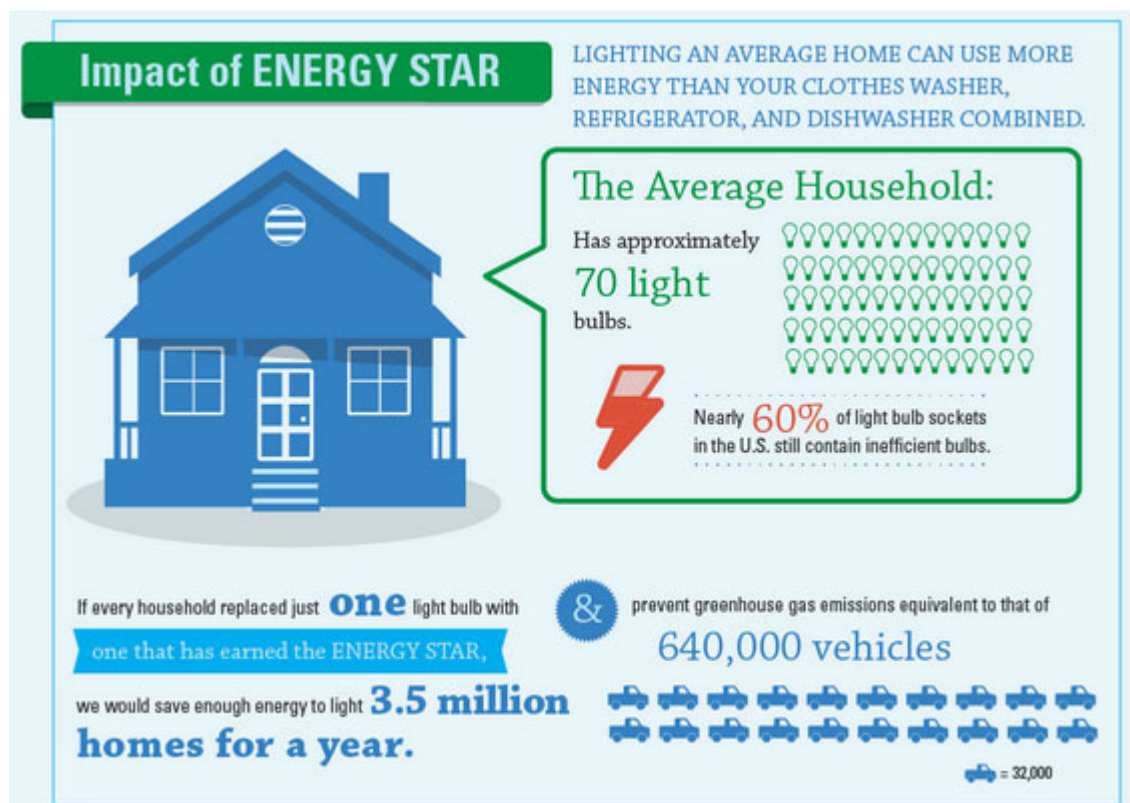 Impact of ENERGY STAR
LIGHTING AN AVERAGE HOME CAN USE MORE
ENERGY THAN YOUR CLOTHES WASHER,
REFRIGERATOR, AND DISHWASHER COMBINED.
The Average Household:
Has approximately
70 light
bulbs.
Nearly 60% of light bulb sockets
in the U.S. still contain inefficient bulbs.
If every household replaced just one light bulb with
one that has earned the ENERGY STAR,
we would save enough energy to light 3.5 million
homes for a year.
& prevent greenhouse gas emissions equivalent to that of
640,000 vehicles
= 32,000